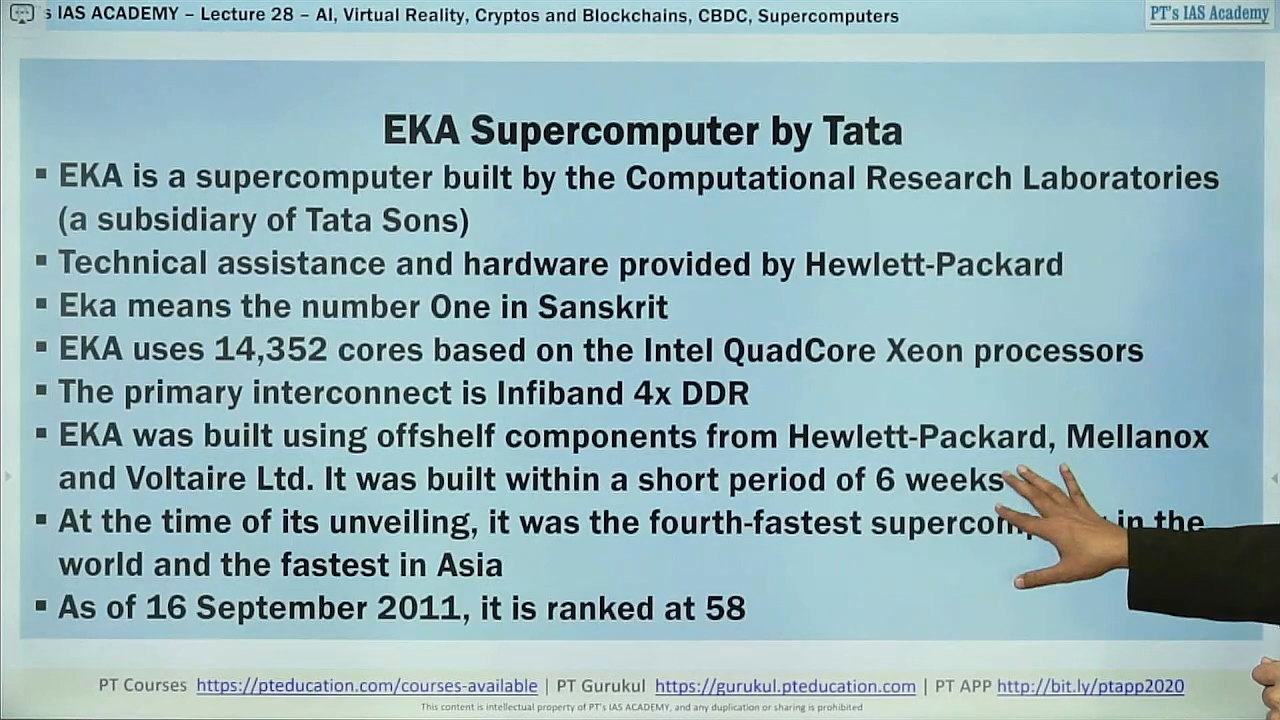 s IAS ACADEMY – Lecture 28 – AI, Virtual Reality, Cryptos and Blockchains, CBDC, Supercomputers
PT's IAS Academy
EKA Supercomputer by Tata
▪ EKA is a supercomputer built by the Computational Research Laboratories
(a subsidiary of Tata Sons)
▪ Technical assistance and hardware provided by Hewlett-Packard
▪ Eka means the number One in Sanskrit
▪ EKA uses 14,352 cores based on the Intel QuadCore Xeon processors
▪ The primary interconnect is Infiband 4x DDR
▪ EKA was built using offshelf components from Hewlett-Packard, Mellanox
and Voltaire Ltd. It was built within a short period of 6 weeks
▪ At the time of its unveiling, it was the fourth-fastest in the
world and the fastest in Asia
▪ As of 16 September 2011, it is ranked at 58
PT Courses https://pteducation.com/courses-available | PT Gurukul https://gurukul.pteducation.com | PT APP http://bit.ly/ptapp2020
This content is intellectual property of PT's IAS ACADEMY, and any duplication or sharing is prohibited